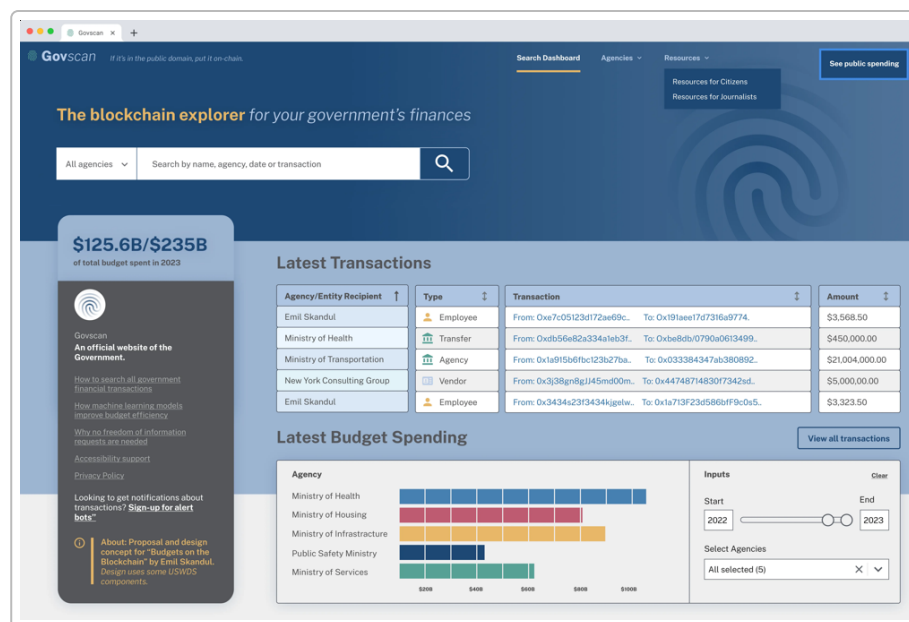 Govscan
Govscan If it's in the public domain, put it on-chain.
Search Dashboard
Agencies
Resources
See public spending
Resources for Citizens
Resources for Journalists
The blockchain explorer for your government's finances
All agencies
Search by name, agency, date or transaction
$125.6B/$235B
of total budget spent in 2023
Govscan
An official website of the
Government.
How to search all government
financial transactions
How machine learning models
improve budget efficiency
Why no freedom of information
requests are needed
Accessibility support
Privacy Policy
Looking to get notifications about
transactions? Sign-up for alert
bots"
About: Proposal and design
concept for "Budgets on the
Blockchain" by Emil Skandul.
Design uses some USWDS
components.
Latest Transactions
Agency/Entity Recipient Type Transaction Amount
Emil Skandul Employee From: 0xe7c05123d172ae69c.. To: 0x191aee17d7316a9774. $3,568.50
Ministry of Health Transfer From: 0xdb56e82a334a1eb3f.. To: 0xbe8db/0790a0613499.. $450,000.00
Ministry of Transportation Agency From: 0x1a915b6fbc123b27ba.. To: 0x033384347ab380892.. $21,004,000.00
New York Consulting Group Vendor From: 0x3j38gn8gJJ45md00m.. To: 0x44748714830f7342sd.. $5,000,00.00
Emil Skandul Employee From: 0x3434s23f3434kjgelw.. To: 0x1a713F23d586bfF9c0s5.. $3,323.50
Latest Budget Spending
View all transactions
Agency
Ministry of Health
Ministry of Housing
Ministry of Infrastracture
Public Safety Ministry
Ministry of Services
$20B $40B $60B $80B $100B
Inputs Clear
Start End
2022 2023
Select Agencies
All selected (5)